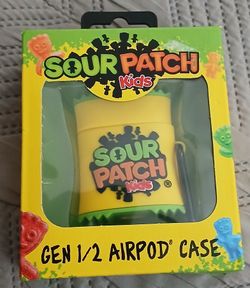 SOUR PATCH
Kids
SOUR
PATCH
Kids ®
GEN 1/2 AIRPOD® CASE